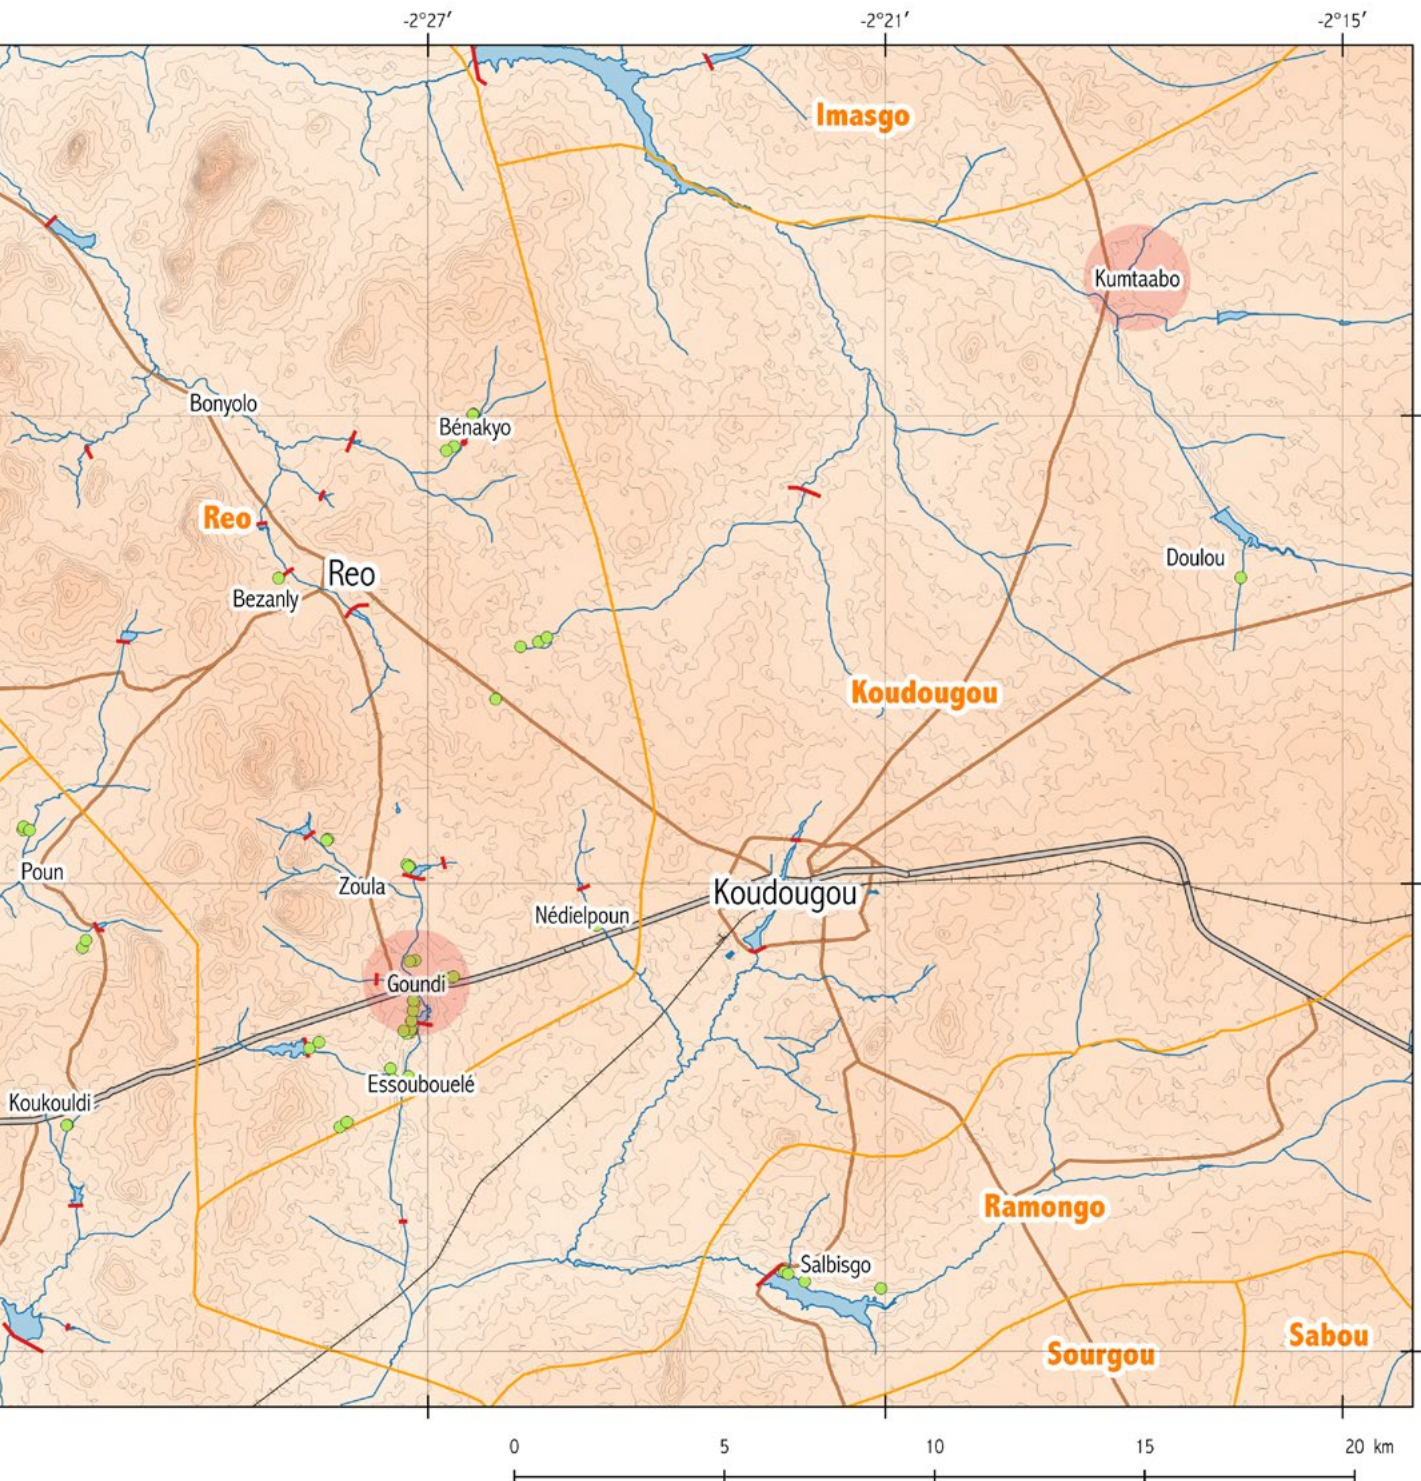 -2°27′ -2°21′ -2°15′
Imasgo
Kumtaabo
Bonyolo
Bénakyo
Reo
Doulou
Reo
Bezanly
Koudougou
Poun
Zoula
Koudougou
Nédielpoun
Goundi
Essoubouelé
Koukouldi
Ramongo
Salbisgo
Sabou
Sourgou
0 5 10 15 20 km